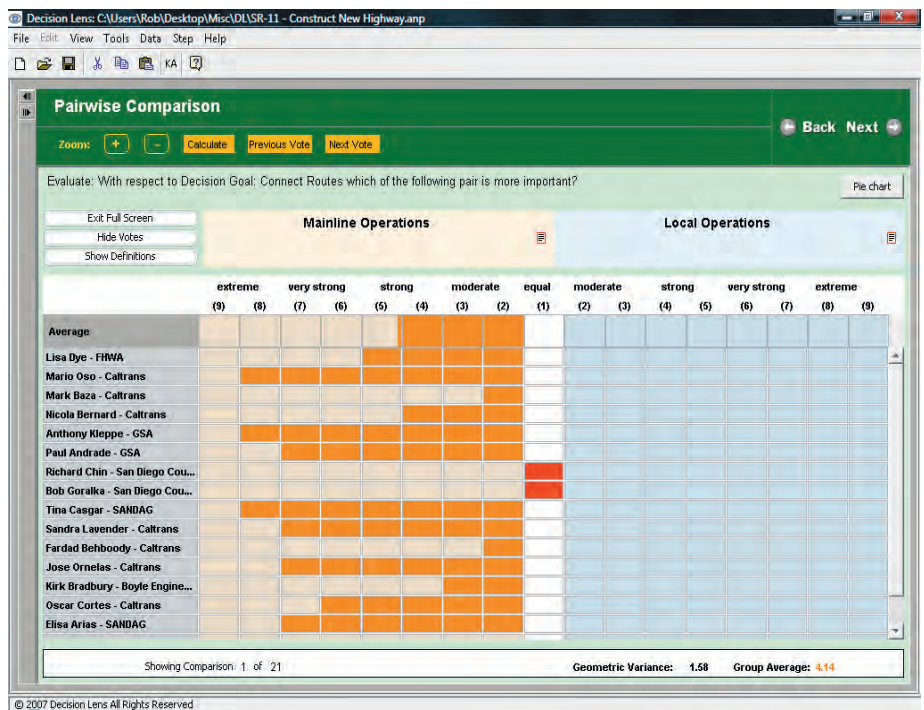 Decision Lens: C:\Users\Rob\Desktop\Misc\DL\SR-11 - Construct New Highway.anp
File Edit View Tools Data Step Help
KA
Pairwise Comparison
Back Next
Zoom: + - Calculate Previous Vote Next Vote
Evaluate: With respect to Decision Goal: Connect Routes which of the following pair is more important?
Pie chart
Exit Full Screen
Hide Votes
Show Definitions
Mainline Operations
Local Operations
extreme very strong strong moderate equal moderate strong very strong extreme
(9) (8) (7) (6) (5) (4) (3) (2) (1) (2) (3) (4) (5) (6) (7) (8) (9)
Average
Lisa Dye - FHWA
Mario Oso - Caltrans
Mark Baza - Caltrans
Nicola Bernard - Caltrans
Anthony Kleppe - GSA
Paul Andrade - GSA
Richard Chin - San Diego Cou...
Bob Goralka - San Diego Cou...
Tina Casgar - SANDAG
Sandra Lavender - Caltrans
Fardad Behboody - Caltrans
Jose Ornelas - Caltrans
Kirk Bradbury - Boyle Engine...
Oscar Cortes - Caltrans
Elisa Arias - SANDAG
Showing Comparison 1 of 21
Geometric Variance: 1.58 Group Average: 4.14
© 2007 Decision Lens All Rights Reserved